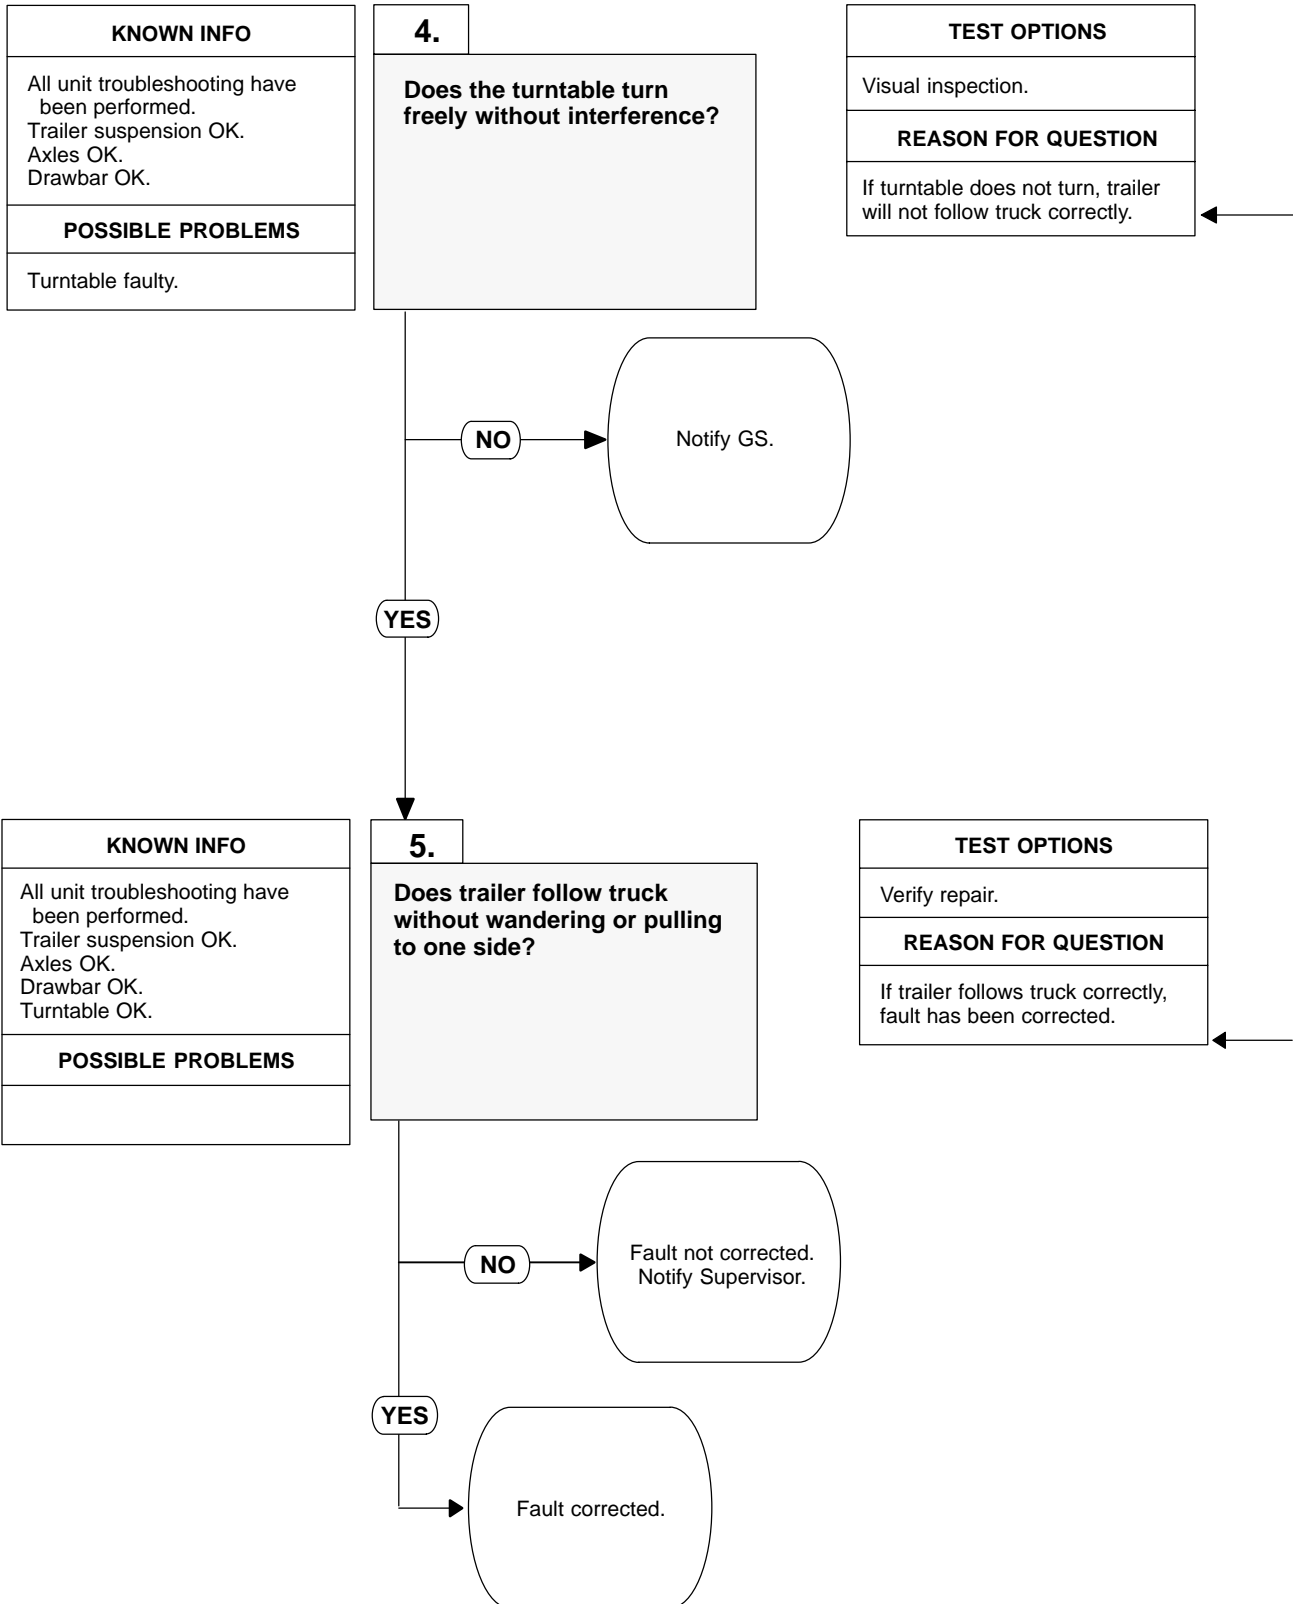 KNOWN INFO
All unit troubleshooting have
been performed.
Trailer suspension OK.
Axles OK.
Drawbar OK.
POSSIBLE PROBLEMS
Turntable faulty.
4.
Does the turntable turn
freely without interference?
TEST OPTIONS
Visual inspection.
REASON FOR QUESTION
If turntable does not turn, trailer
will not follow truck correctly.
NO
Notify GS.
YES
KNOWN INFO
All unit troubleshooting have
been performed.
Trailer suspension OK.
Axles OK.
Drawbar OK.
Turntable OK.
POSSIBLE PROBLEMS
5.
Does trailer follow truck
without wandering or pulling
to one side?
TEST OPTIONS
Verify repair.
REASON FOR QUESTION
If trailer follows truck correctly,
fault has been corrected.
NO
Fault not corrected.
Notify Supervisor.
YES
Fault corrected.